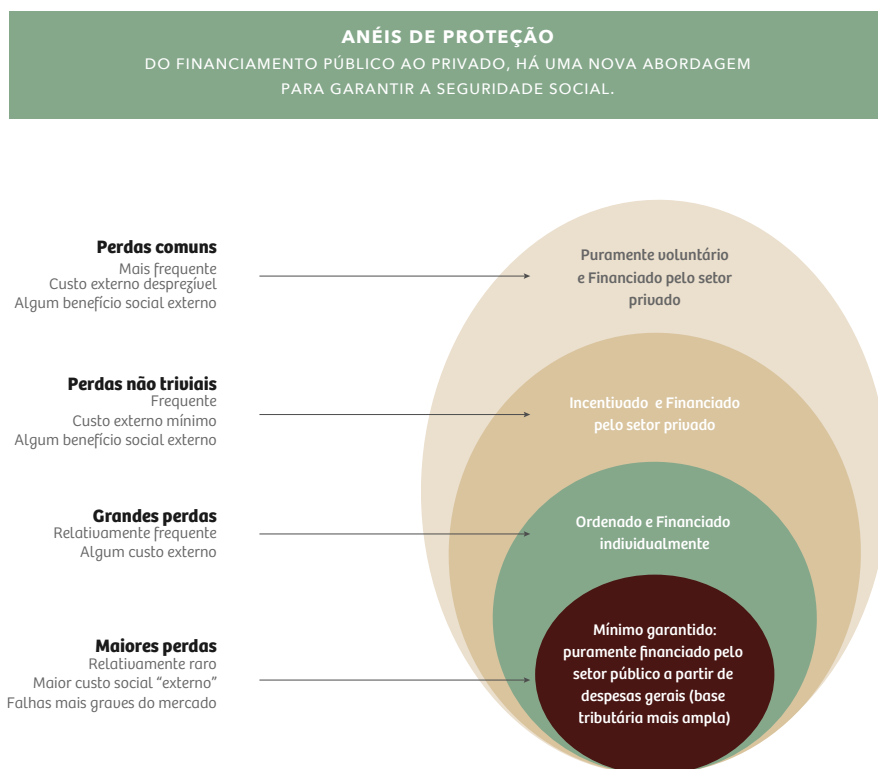 ANÉIS DE PROTEÇÃO
DO FINANCIAMENTO PÚBLICO AO PRIVADO, HÁ UMA NOVA ABORDAGEM
PARA GARANTIR A SEGURIDADE SOCIAL.
Perdas comuns
Mais frequente
Custo externo desprezível
Algum benefício social externo
Puramente voluntário
e Financiado pelo setor
privado
Perdas não triviais
Frequente
Custo externo mínimo
Algum benefício social externo
Incentivado e Financiado
pelo setor privado
Grandes perdas
Relativamente frequente
Algum custo externo
Ordenado e Financiado
individualmente
Maiores perdas
Relativamente raro
Maior custo social “externo”
Falhas mais graves do mercado
Mínimo garantido:
puramente financiado pelo
setor público a partir de
despesas gerais (base
tributária mais ampla)